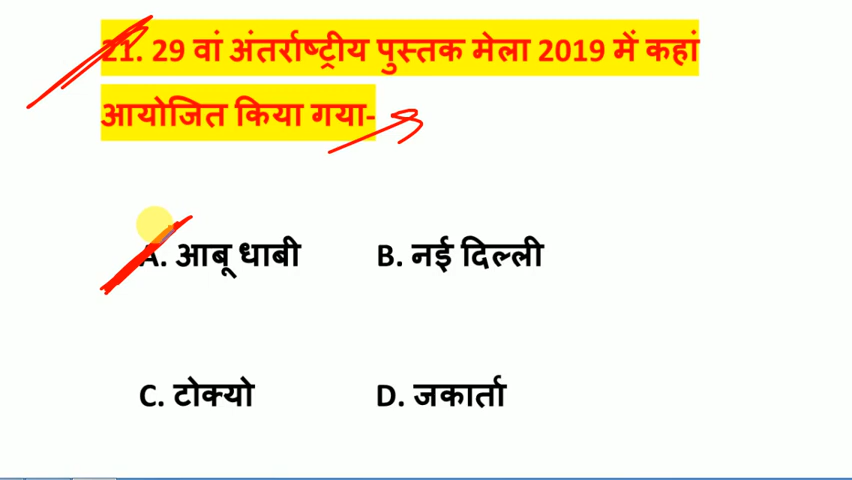 21. 29 वां अंतर्राष्ट्रीय पुस्तक मेला 2019 में कहां
आयोजित किया गया-
A. आबू धाबी B. नई दिल्ली
C. टोक्यो D. जकार्ता